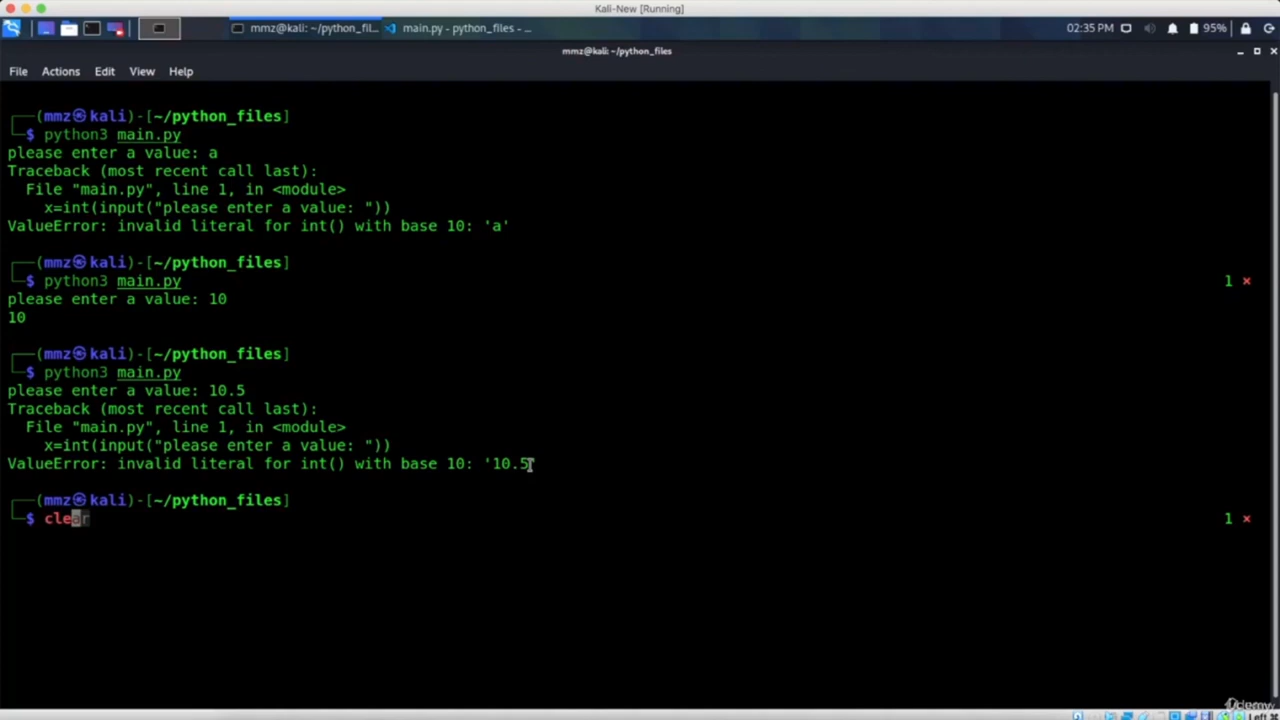 Kali-New [Running]
mmz@kali: ~/python_fil... main.py - python_files - ... 02:35 PM 95%
mmz@kali: ~/python_files
File Actions Edit View Help
(mmz㉿kali)-[~/python_files]
$ python3 main.py
please enter a value: a
Traceback (most recent call last):
File "main.py", line 1, in <module>
x=int(input("please enter a value: "))
ValueError: invalid literal for int() with base 10: 'a'
(mmz㉿kali)-[~/python_files]
$ python3 main.py 1 ×
please enter a value: 10
10
(mmz㉿kali)-[~/python_files]
$ python3 main.py
please enter a value: 10.5
Traceback (most recent call last):
File "main.py", line 1, in <module>
x=int(input("please enter a value: "))
ValueError: invalid literal for int() with base 10: '10.5
(mmz㉿kali)-[~/python_files]
$ clear 1 ×
Udemy
Left ⌘